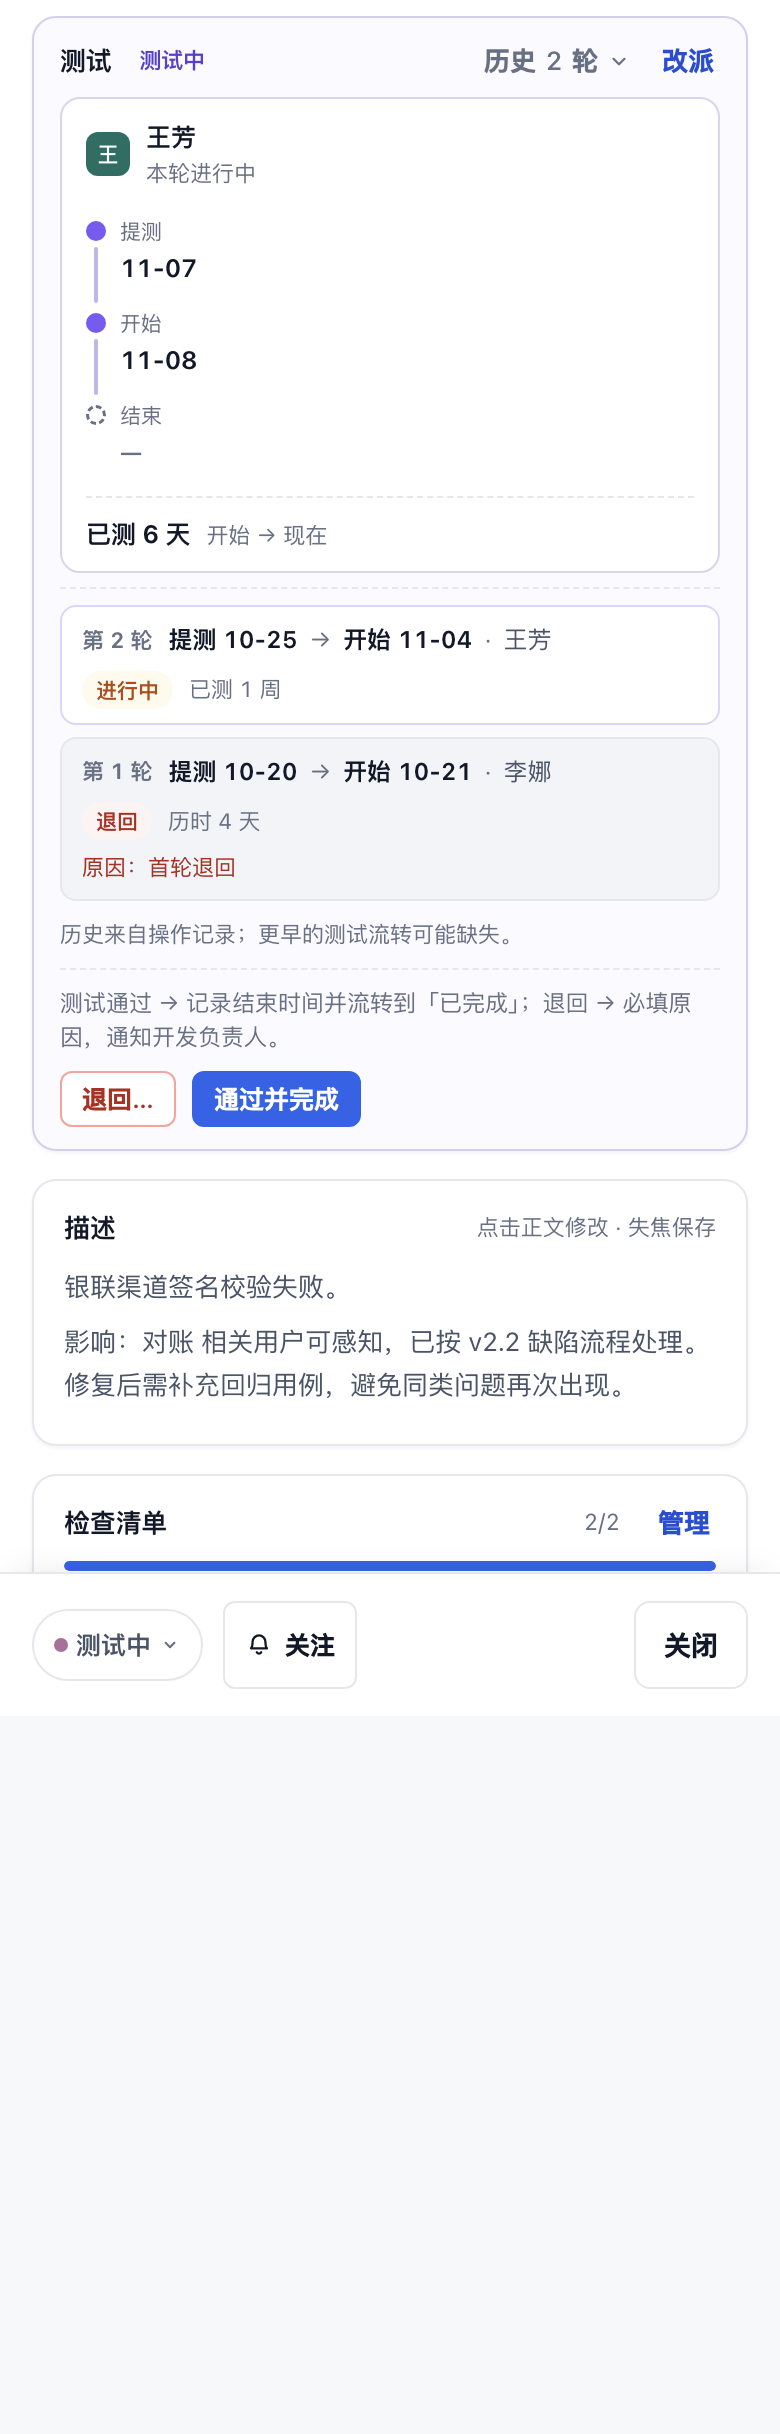 测试 测试中 历史 2 轮 改派
王 王芳
本轮进行中
提测
11-07
开始
11-08
结束
—
已测 6 天 开始 → 现在
第 2 轮 提测 10-25 → 开始 11-04 · 王芳
进行中 已测 1 周
第 1 轮 提测 10-20 → 开始 10-21 · 李娜
退回 历时 4 天
原因：首轮退回
历史来自操作记录；更早的测试流转可能缺失。
测试通过 → 记录结束时间并流转到「已完成」；退回 → 必填原
因，通知开发负责人。
退回… 通过并完成
描述 点击正文修改 · 失焦保存
银联渠道签名校验失败。
影响：对账 相关用户可感知，已按 v2.2 缺陷流程处理。
修复后需补充回归用例，避免同类问题再次出现。
检查清单 2/2 管理
测试中 关注 关闭